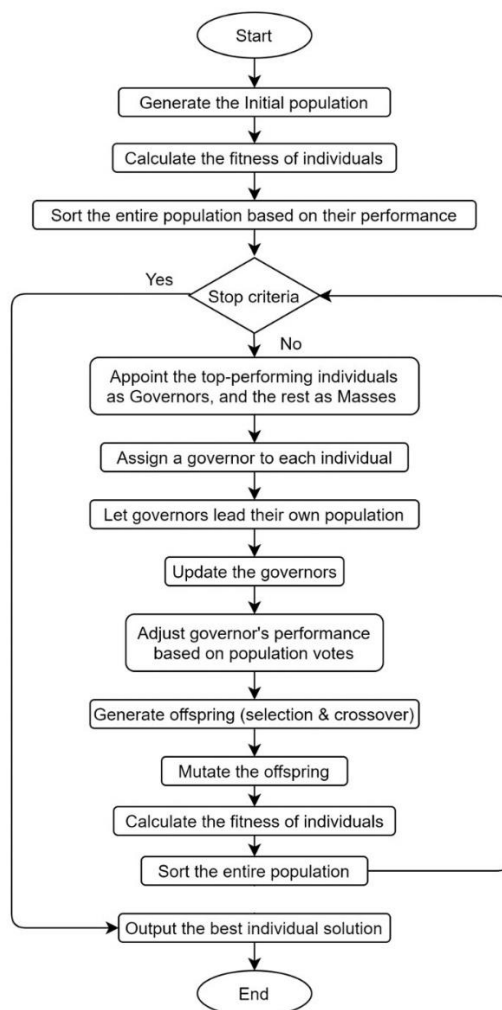 Start
Generate the Initial population
Calculate the fitness of individuals
Sort the entire population based on their performance
Yes
Stop criteria
No
Appoint the top-performing individuals
as Governors, and the rest as Masses
Assign a governor to each individual
Let governors lead their own population
Update the governors
Adjust governor's performance
based on population votes
Generate offspring (selection & crossover)
Mutate the offspring
Calculate the fitness of individuals
Sort the entire population
Output the best individual solution
End